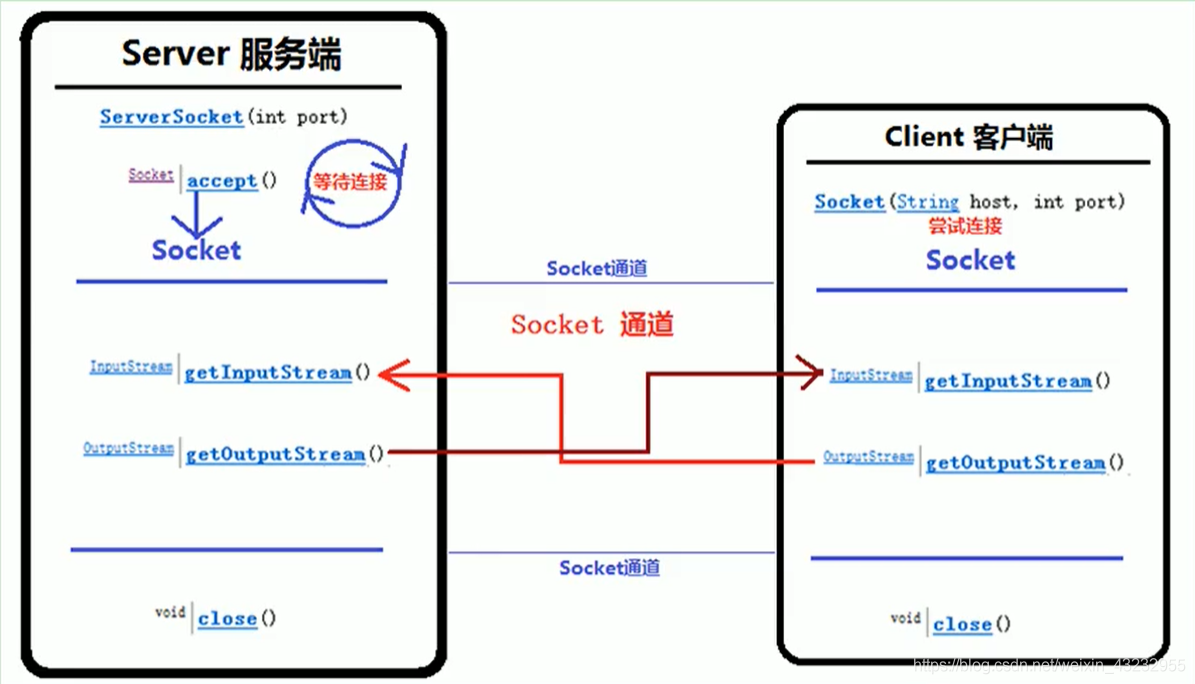 Server 服务端
ServerSocket(int port)
Socket accept()
等待连接
Socket
InputStream getInputStream()
OutputStream getOutputStream()
void close()
Socket通道
Socket 通道
Socket通道
Client 客户端
Socket(String host, int port)
尝试连接
Socket
InputStream getInputStream()
OutputStream getOutputStream()
void close()
https://blog.csdn.net/weixin_43232955